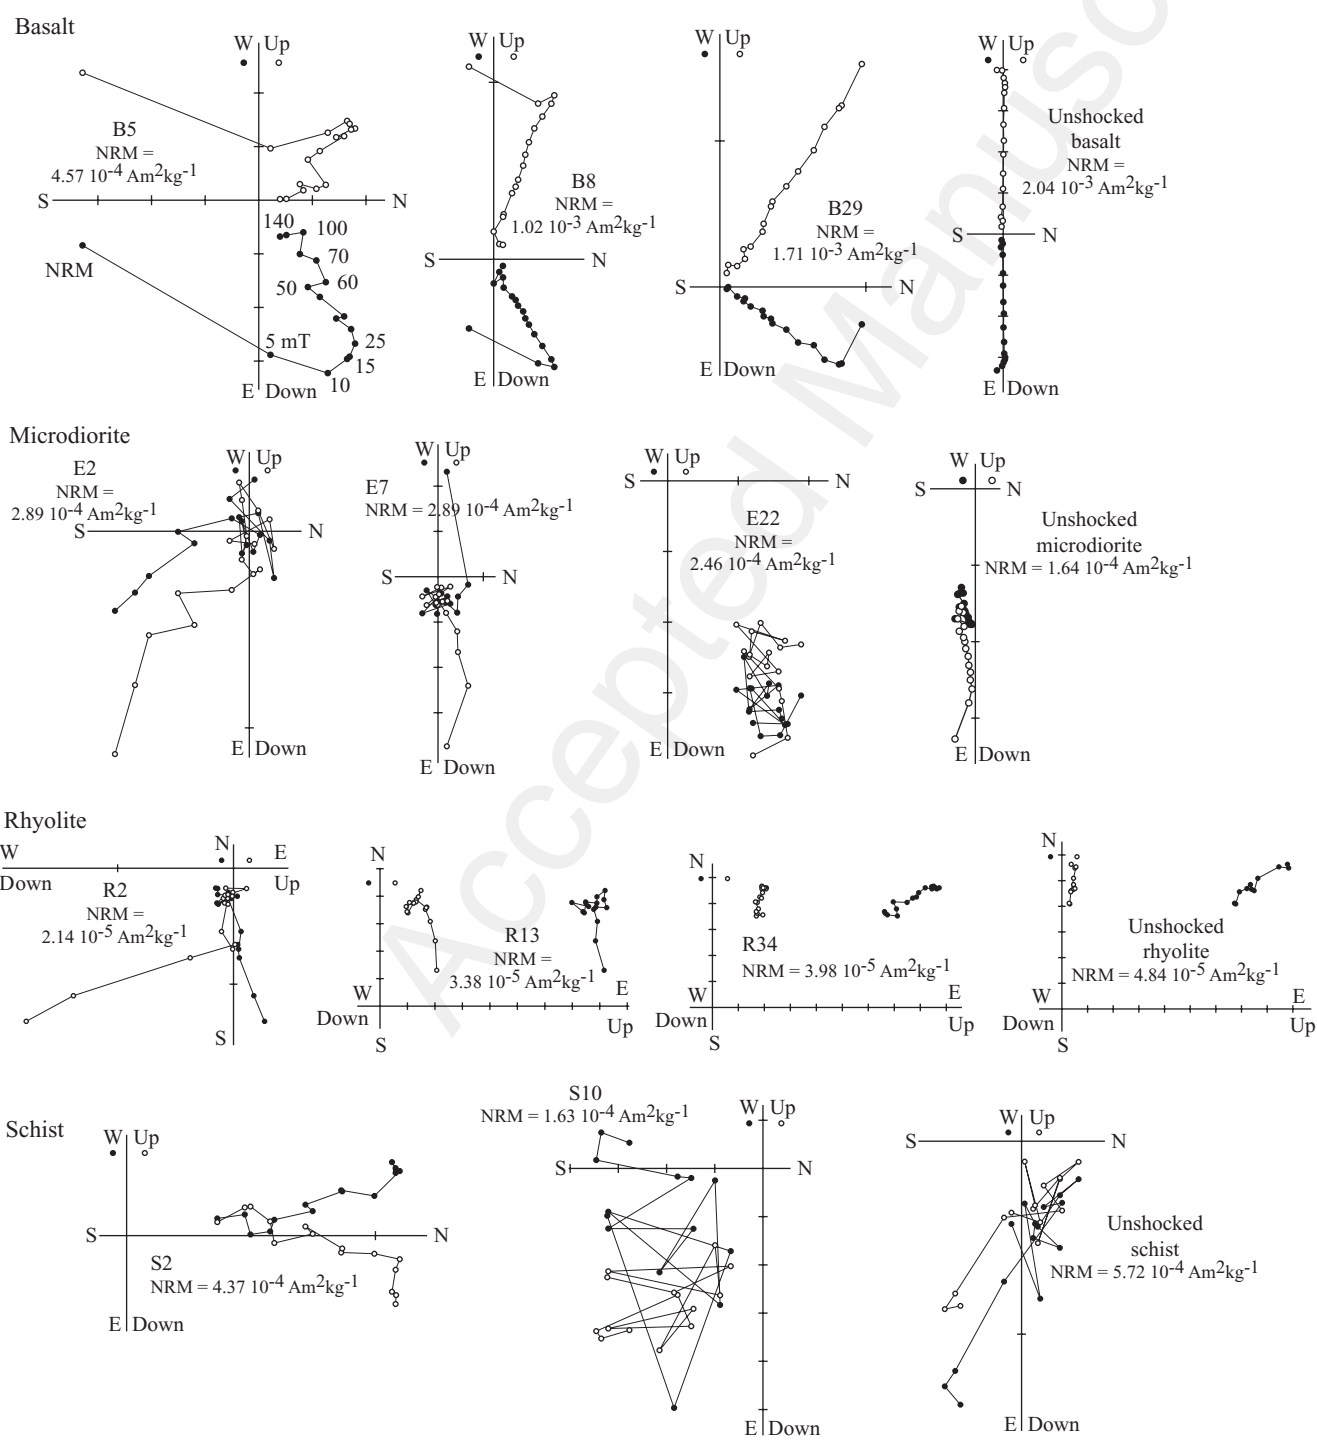 Basalt
W Up
B5
NRM =
4.57 10-4 Am2kg-1
S N
140 100
70
50 60
NRM
5 mT
25
15
10
E Down
W Up
B8
NRM =
1.02 10-3 Am2kg-1
S N
E Down
W Up
B29
NRM =
1.71 10-3 Am2kg-1
S N
E Down
W Up
Unshocked
basalt
NRM =
2.04 10-3 Am2kg-1
S N
E Down
Microdiorite
W Up
E2
NRM =
2.89 10-4 Am2kg-1
S N
E Down
W Up
E7
NRM = 2.89 10-4 Am2kg-1
S N
E Down
W Up
S N
E22
NRM =
2.46 10-4 Am2kg-1
E Down
W Up
S N
Unshocked
microdiorite
NRM = 1.64 10-4 Am2kg-1
E Down
Rhyolite
N
W E
Down Up
R2
NRM =
2.14 10-5 Am2kg-1
S
N
R13
NRM =
3.38 10-5 Am2kg-1
W E
Down Up
S
N
R34
NRM = 3.98 10-5 Am2kg-1
W E
Down Up
S
N
Unshocked
rhyolite
NRM = 4.84 10-5 Am2kg-1
W E
Down Up
S
Schist
W Up
S N
S2
NRM = 4.37 10-4 Am2kg-1
E Down
S10
NRM = 1.63 10-4 Am2kg-1
W Up
S N
E Down
W Up
S N
Unshocked
schist
NRM = 5.72 10-4 Am2kg-1
E Down
Accepted Manusc